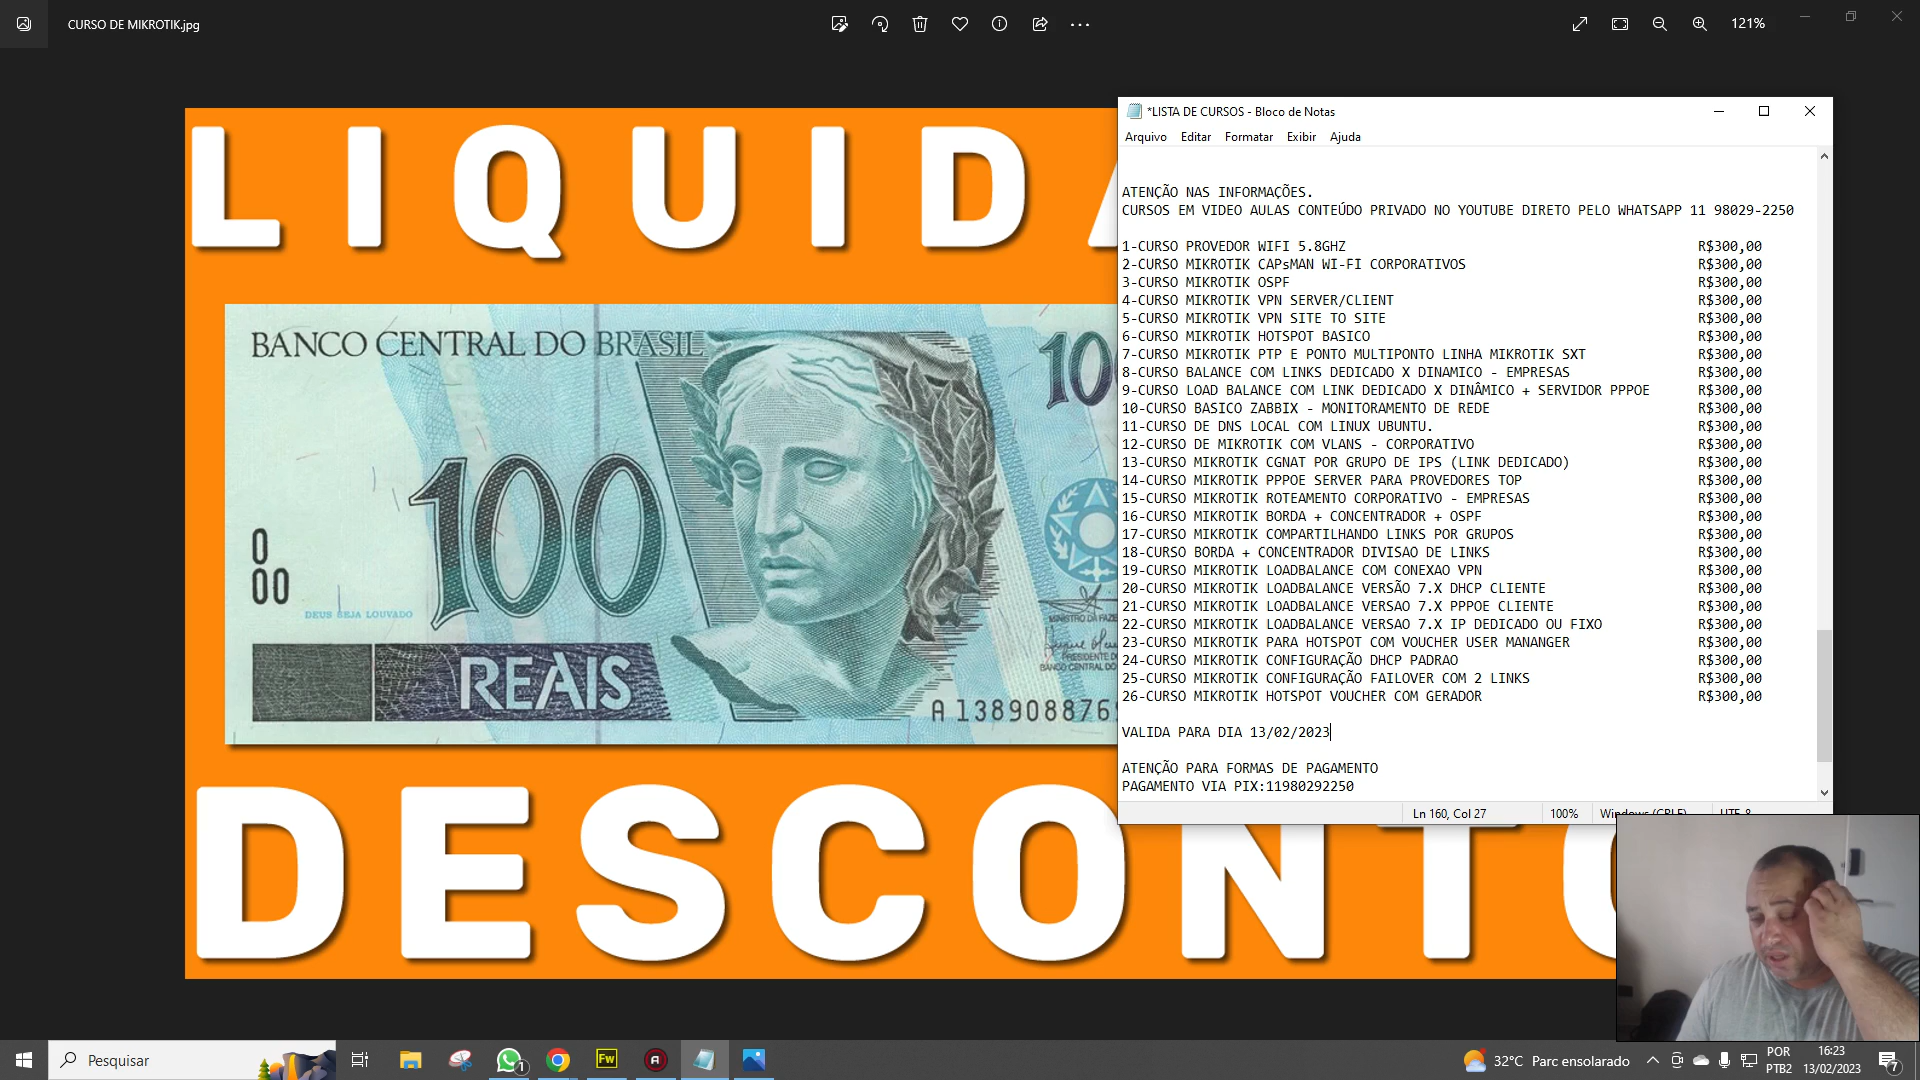 CURSO DE MIKROTIK.jpg
121%
LIQUIDA
BANCO CENTRAL DO BRASIL
100
100
DEUS SEJA LOUVADO
REAIS
DESCONTO
*LISTA DE CURSOS - Bloco de Notas
Arquivo Editar Formatar Exibir Ajuda
ATENÇÃO NAS INFORMAÇÕES.
CURSOS EM VIDEO AULAS CONTEÚDO PRIVADO NO YOUTUBE DIRETO PELO WHATSAPP 11 98029-2250
1-CURSO PROVEDOR WIFI 5.8GHZ R$300,00
2-CURSO MIKROTIK CAPsMAN WI-FI CORPORATIVOS R$300,00
3-CURSO MIKROTIK OSPF R$300,00
4-CURSO MIKROTIK VPN SERVER/CLIENT R$300,00
5-CURSO MIKROTIK VPN SITE TO SITE R$300,00
6-CURSO MIKROTIK HOTSPOT BASICO R$300,00
7-CURSO MIKROTIK PTP E PONTO MULTIPONTO LINHA MIKROTIK SXT R$300,00
8-CURSO BALANCE COM LINKS DEDICADO X DINAMICO - EMPRESAS R$300,00
9-CURSO LOAD BALANCE COM LINK DEDICADO X DINÂMICO + SERVIDOR PPPOE R$300,00
10-CURSO BASICO ZABBIX - MONITORAMENTO DE REDE R$300,00
11-CURSO DE DNS LOCAL COM LINUX UBUNTU. R$300,00
12-CURSO DE MIKROTIK COM VLANS - CORPORATIVO R$300,00
13-CURSO MIKROTIK CGNAT POR GRUPO DE IPS (LINK DEDICADO) R$300,00
14-CURSO MIKROTIK PPPOE SERVER PARA PROVEDORES TOP R$300,00
15-CURSO MIKROTIK ROTEAMENTO CORPORATIVO - EMPRESAS R$300,00
16-CURSO MIKROTIK BORDA + CONCENTRADOR + OSPF R$300,00
17-CURSO MIKROTIK COMPARTILHANDO LINKS POR GRUPOS R$300,00
18-CURSO BORDA + CONCENTRADOR DIVISAO DE LINKS R$300,00
19-CURSO MIKROTIK LOADBALANCE COM CONEXAO VPN R$300,00
20-CURSO MIKROTIK LOADBALANCE VERSÃO 7.X DHCP CLIENTE R$300,00
21-CURSO MIKROTIK LOADBALANCE VERSAO 7.X PPPOE CLIENTE R$300,00
22-CURSO MIKROTIK LOADBALANCE VERSAO 7.X IP DEDICADO OU FIXO R$300,00
23-CURSO MIKROTIK PARA HOTSPOT COM VOUCHER USER MANANGER R$300,00
24-CURSO MIKROTIK CONFIGURAÇÃO DHCP PADRAO R$300,00
25-CURSO MIKROTIK CONFIGURAÇÃO FAILOVER COM 2 LINKS R$300,00
26-CURSO MIKROTIK HOTSPOT VOUCHER COM GERADOR R$300,00
VALIDA PARA DIA 13/02/2023
ATENÇÃO PARA FORMAS DE PAGAMENTO
PAGAMENTO VIA PIX:11980292250
Ln 160, Col 27 100% Windows (CRLF) UTF-8
Pesquisar
1
Fw
32°C Parc ensolarado
POR
PTB2
16:23
13/02/2023
7